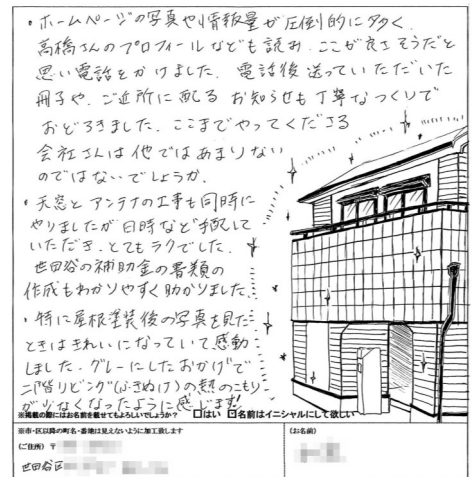 ・ホームページの写真や情報量が圧倒的に多く、
高橋さんのプロフィールなども読み、ここが良さそうだと
思い電話をかけました。電話後送っていただいた
冊子や、ご近所に配るお知らせも丁寧なつくりで
おどろきました。ここまでやってくださる
会社さんは他ではあまりない
のではないでしょうか。
・天窓とアンテナの工事も同時に
やりましたが日時など手配して
いただき、とてもラクでした。
世田谷の補助金の書類の
作成もわかりやすく助かりました。
・特に屋根塗装後の写真を見た
ときはきれいになっていて感動
しました。グレーにしたおかげで
二階リビング(ふきぬけ)の熱のこもり
が少なくなったように感じます!
※掲載の際にはお名前を載せてもよろしいでしょうか? □はい ☑名前はイニシャルにして欲しい
※市・区以降の町名・番地は見えないように加工致します
(ご住所) 〒
世田谷区
(お名前)